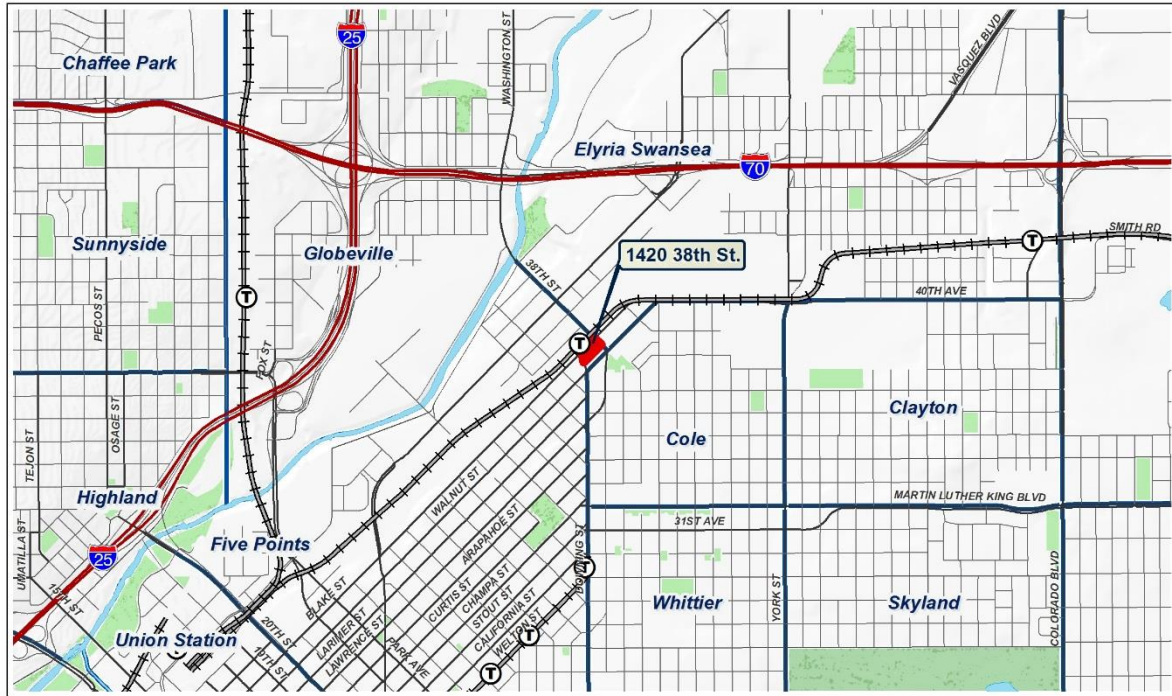 25
WASHINGTON ST
VASQUEZ BLVD
Chaffee Park
Elyria Swansea
70
SMITH RD
T
Sunnyside
Globeville
1420 38th St.
38TH ST
PECOS ST
T
40TH AVE
T
FOX ST
TEJON ST
OSAGE ST
Clayton
Cole
WALNUT ST
Highland
MARTIN LUTHER KING BLVD
31ST AVE
ARAPAHOE ST
Five Points
25
UMATILLA ST
15TH ST
DOWNING ST
T
BLAKE ST
CURTIS ST
CHAMPA ST
STOUT ST
CALIFORNIA ST
WELTON ST
Whittier
YORK ST
Skyland
COLORADO BLVD
Union Station
20TH ST
19TH ST
LARIMER ST
LAWRENCE ST
PARK AVE
T
T